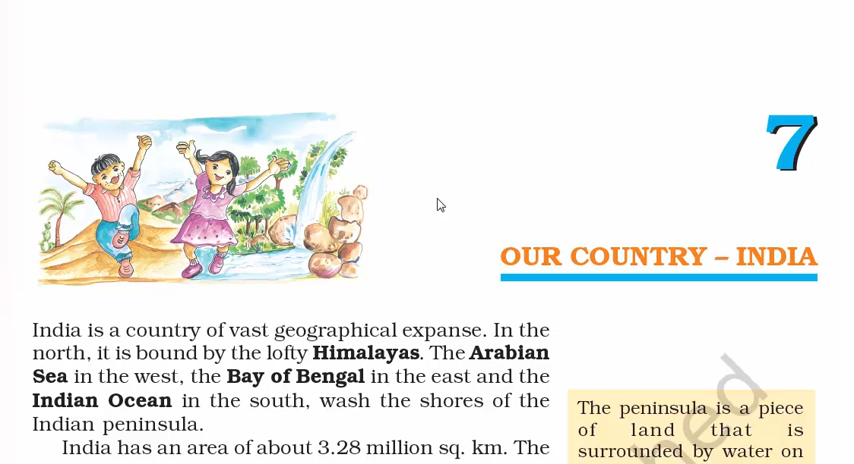 7
OUR COUNTRY – INDIA
India is a country of vast geographical expanse. In the
north, it is bound by the lofty Himalayas. The Arabian
Sea in the west, the Bay of Bengal in the east and the
Indian Ocean in the south, wash the shores of the
Indian peninsula.
India has an area of about 3.28 million sq. km. The
The peninsula is a piece
of land that is
surrounded by water on